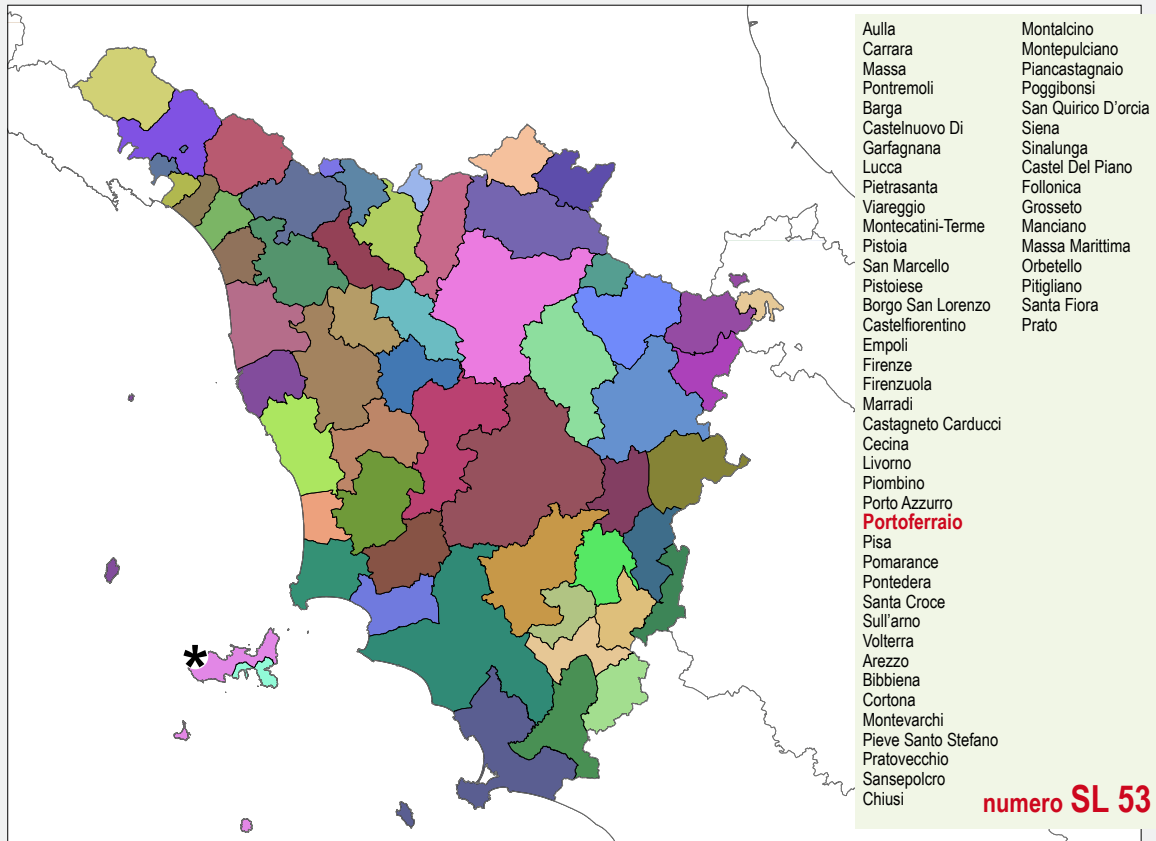 Aulla
Carrara
Massa
Pontremoli
Barga
Castelnuovo Di
Garfagnana
Lucca
Pietrasanta
Viareggio
Montecatini-Terme
Pistoia
San Marcello
Pistoiese
Borgo San Lorenzo
Castelfiorentino
Empoli
Firenze
Firenzuola
Marradi
Castagneto Carducci
Cecina
Livorno
Piombino
Porto Azzurro
Portoferraio
Pisa
Pomarance
Pontedera
Santa Croce
Sull'arno
Volterra
Arezzo
Bibbiena
Cortona
Montevarchi
Pieve Santo Stefano
Pratovecchio
Sansepolcro
Chiusi
Montalcino
Montepulciano
Piancastagnaio
Poggibonsi
San Quirico D'orcia
Siena
Sinalunga
Castel Del Piano
Follonica
Grosseto
Manciano
Massa Marittima
Orbetello
Pitigliano
Santa Fiora
Prato
numero SL 53
*